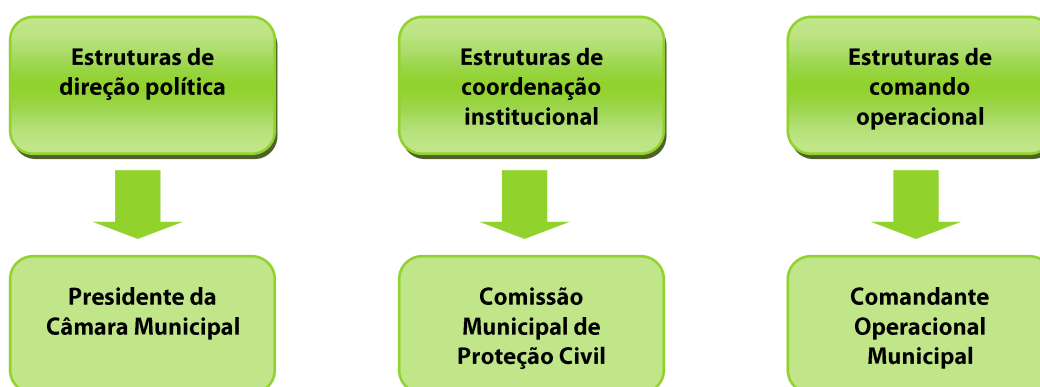 Estruturas de
direção política
Estruturas de
coordenação
institucional
Estruturas de
comando
operacional
Presidente da
Câmara Municipal
Comissão
Municipal de
Proteção Civil
Comandante
Operacional
Municipal